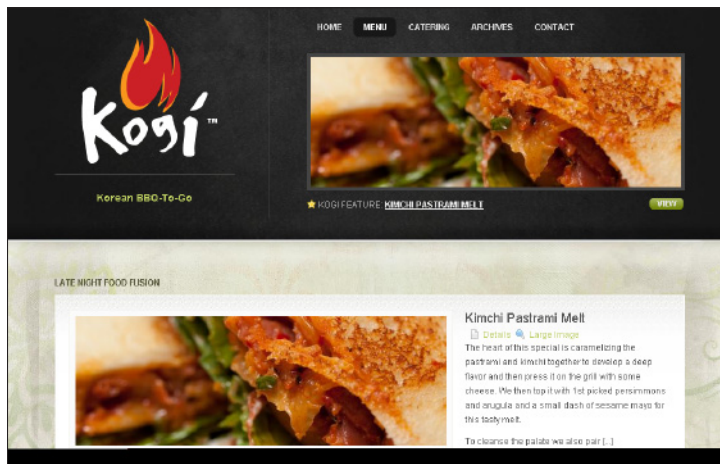 HOME MENU CATERING ARCHIVES CONTACT
Kogi™
Korean BBQ-To-Go
KOGI FEATURE: KIMCHI PASTRAMI MELT
VIEW
LATE NIGHT FOOD FUSION
Kimchi Pastrami Melt
Details Large Image
The heart of this special is caramelizing the
pastrami and kimchi together to develop a deep
flavor and then press it on the grill with some
cheese. We then top it with 1st picked persimmons
and arugula and a small dash of sesame mayo for
this tasty melt.
To cleanse the palate we also pair [...]